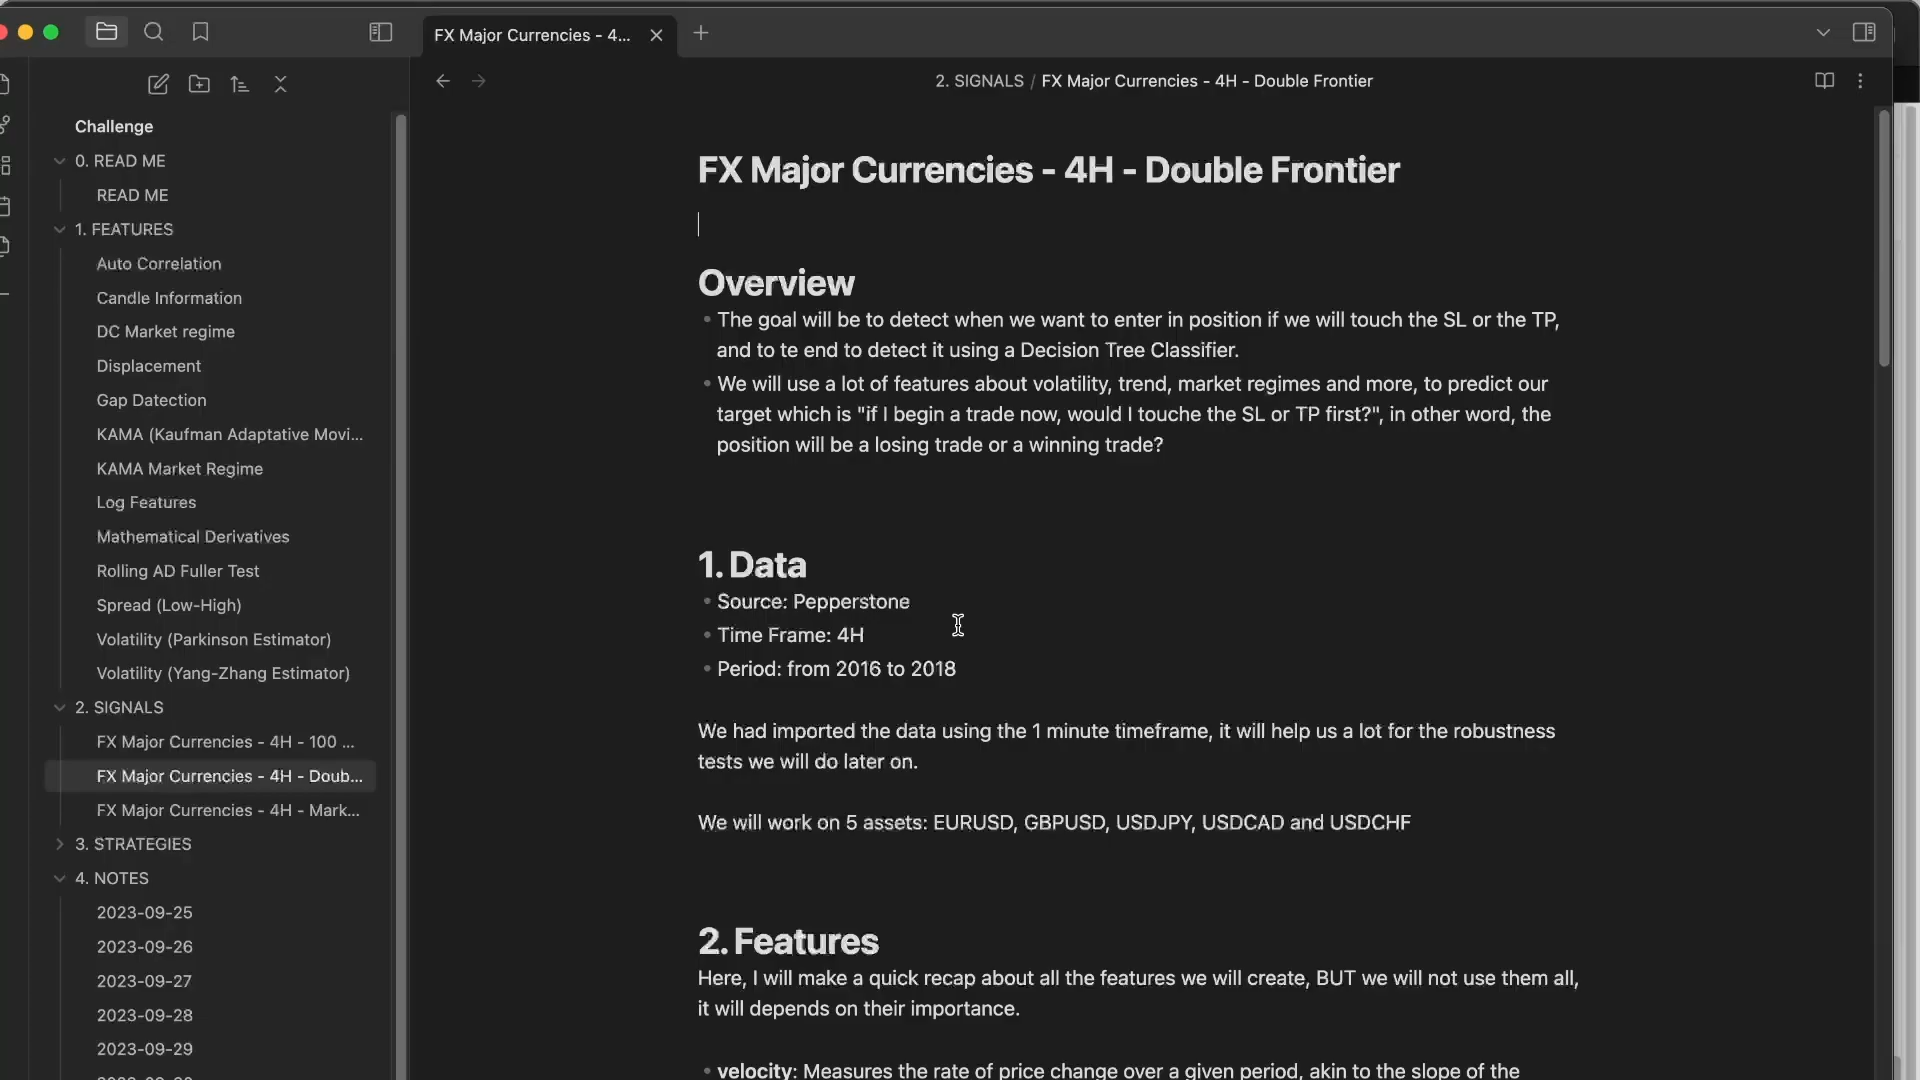 FX Major Currencies - 4...
2. SIGNALS / FX Major Currencies - 4H - Double Frontier
Challenge
0. READ ME
READ ME
1. FEATURES
Auto Correlation
Candle Information
DC Market regime
Displacement
Gap Datection
KAMA (Kaufman Adaptative Movi...
KAMA Market Regime
Log Features
Mathematical Derivatives
Rolling AD Fuller Test
Spread (Low-High)
Volatility (Parkinson Estimator)
Volatility (Yang-Zhang Estimator)
2. SIGNALS
FX Major Currencies - 4H - 100 ...
FX Major Currencies - 4H - Doub...
FX Major Currencies - 4H - Mark...
3. STRATEGIES
4. NOTES
2023-09-25
2023-09-26
2023-09-27
2023-09-28
2023-09-29
FX Major Currencies - 4H - Double Frontier
Overview
• The goal will be to detect when we want to enter in position if we will touch the SL or the TP,
and to te end to detect it using a Decision Tree Classifier.
• We will use a lot of features about volatility, trend, market regimes and more, to predict our
target which is "if I begin a trade now, would I touche the SL or TP first?", in other word, the
position will be a losing trade or a winning trade?
1. Data
• Source: Pepperstone
• Time Frame: 4H
• Period: from 2016 to 2018
We had imported the data using the 1 minute timeframe, it will help us a lot for the robustness
tests we will do later on.
We will work on 5 assets: EURUSD, GBPUSD, USDJPY, USDCAD and USDCHF
2. Features
Here, I will make a quick recap about all the features we will create, BUT we will not use them all,
it will depends on their importance.
• velocity: Measures the rate of price change over a given period, akin to the slope of the